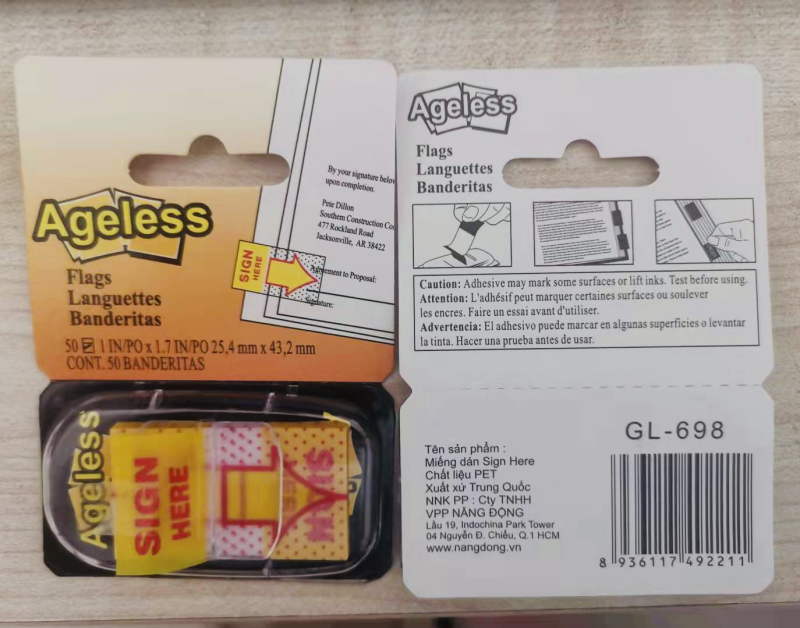 Ageless
Flags
Languettes
Banderitas
By your signature below
upon completion.
Pete Dillon
Southern Construction Co
477 Rockland Road
Jacksonville, AR 38422
SIGN
HERE
to Proposal:
50 1 IN/PO x 1.7 IN/PO 25,4 mm x 43,2 mm
CONT. 50 BANDERITAS
Ageless
SIGN
HERE
SIGN
Ageless
Flags
Languettes
Banderitas
Caution: Adhesive may mark some surfaces or lift inks. Test before using.
Attention: L'adhésif peut marquer certaines surfaces ou soulever
les encres. Faire un essai avant d'utiliser.
Advertencia: El adhesivo puede marcar en algunas superficies o levantar
la tinta. Hacer una prueba antes de usar.
Tên sản phẩm :
Miếng dán Sign Here
Chất liệu PET
Xuất xứ Trung Quốc
NNK PP : Cty TNHH
VPP NĂNG ĐỘNG
Lầu 19, Indochina Park Tower
04 Nguyễn Đ. Chiểu, Q.1 HCM
www.nangdong.vn
GL-698
8 936117 492211